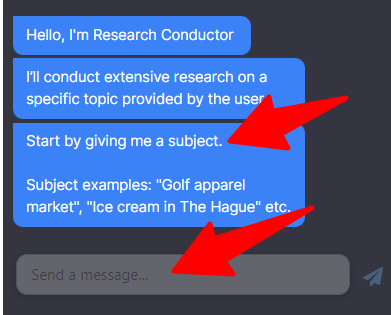 Hello, I'm Research Conductor
I'll conduct extensive research on a
specific topic provided by the user
Start by giving me a subject.
Subject examples: "Golf apparel
market", "Ice cream in The Hague" etc.
Send a message...